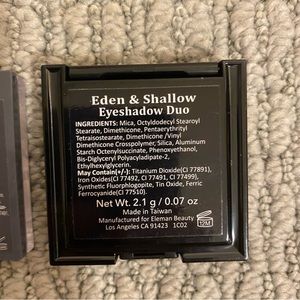 Eden & Shallow
Eyeshadow Duo
INGREDIENTS: Mica, Octyldodecyl Stearoyl
Stearate, Dimethicone, Pentaerythrityl
Tetraisostearate, Dimethicone /Vinyl
Dimethicone Crosspolymer, Silica, Aluminum
Starch Octenylsuccinate, Phenoxyethanol,
Bis-Diglyceryl Polyacyladipate-2,
Ethylhexylglycerin.
May Contain(+/-): Titanium Dioxide(CI 77891),
Iron Oxides(CI 77492, CI 77491, CI 77499),
Synthetic Fluorphlogopite, Tin Oxide, Ferric
Ferrocyanide(CI 77510).
Net Wt. 2.1 g / 0.07 oz
Made in Taiwan
Manufactured for Eleman Beauty
Los Angeles CA 91423 1C02
12M